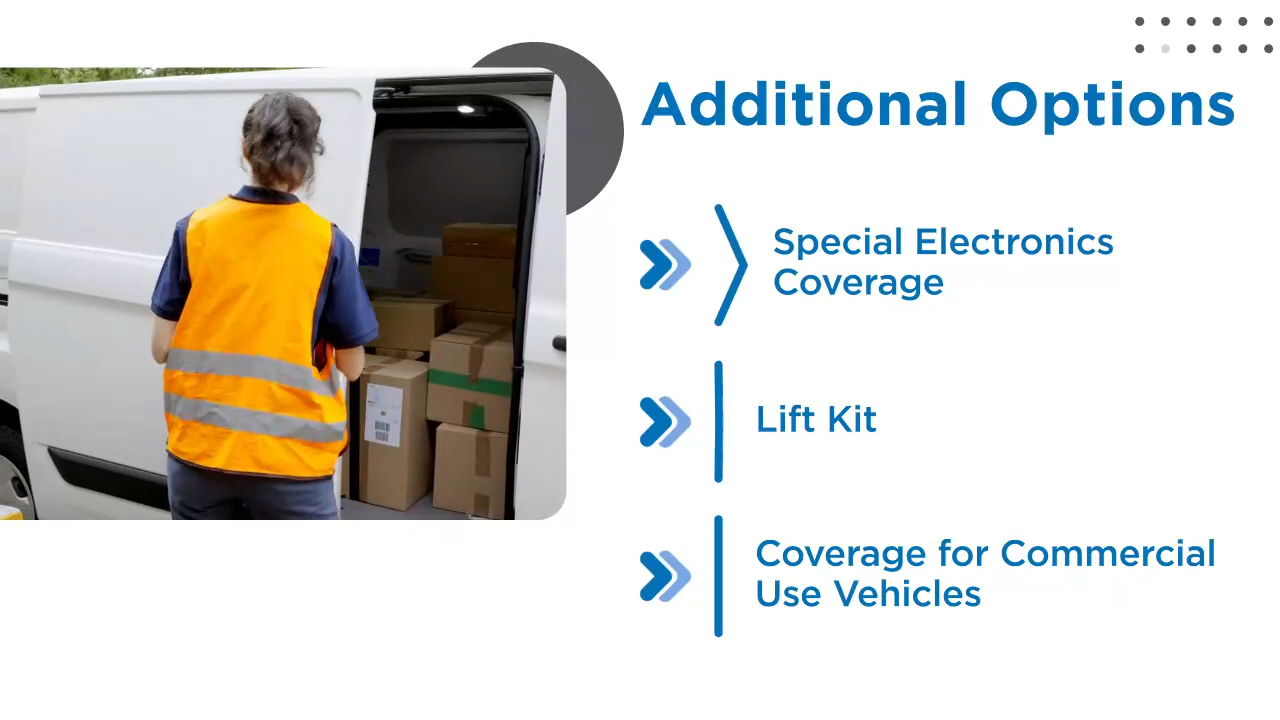 Additional Options
Special Electronics
Coverage
Lift Kit
Coverage for Commercial
Use Vehicles